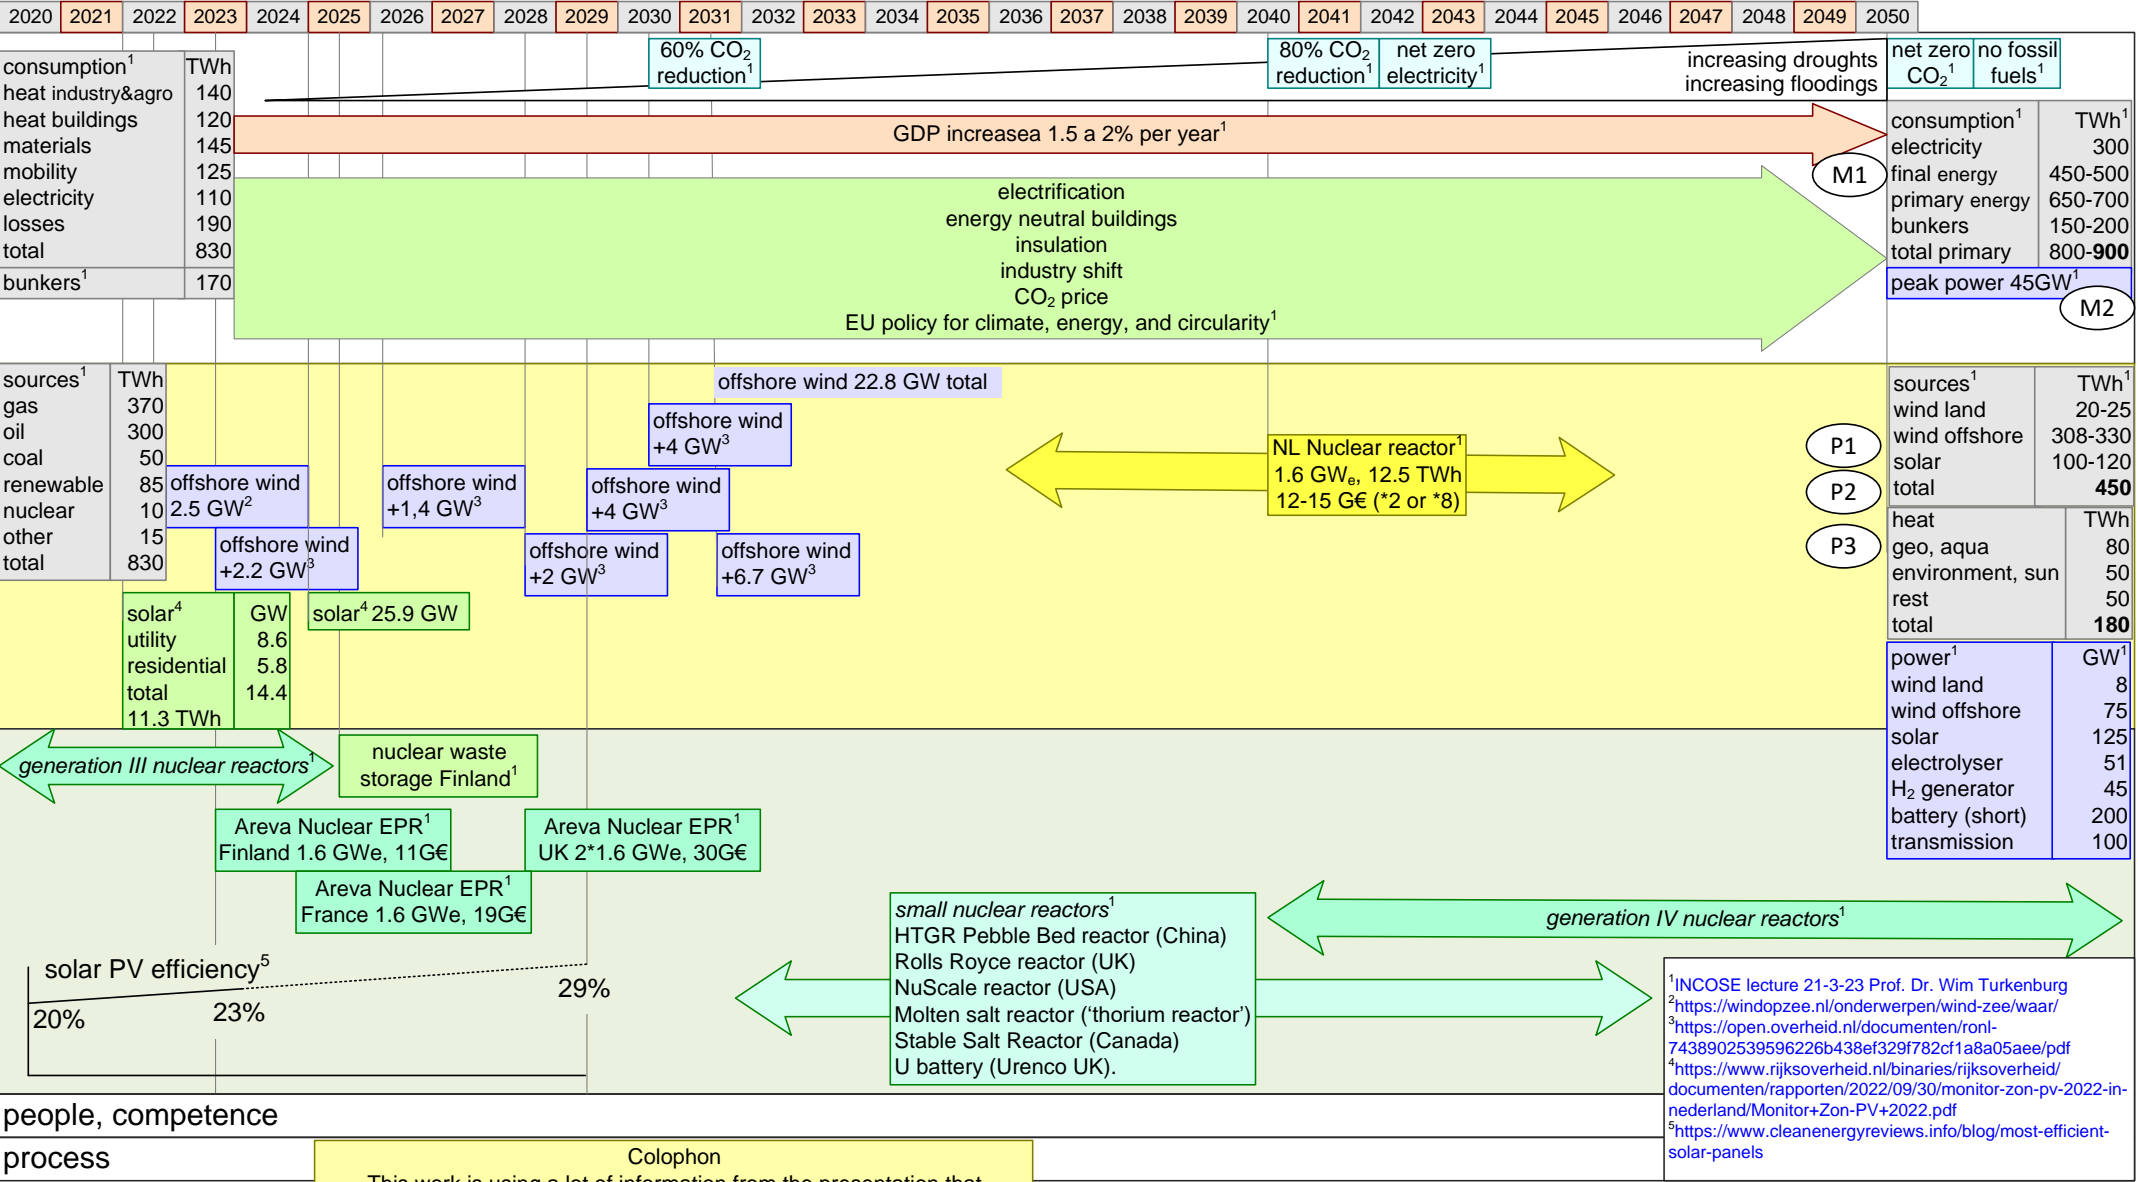 2020 2021 2022 2023 2024 2025 2026 2027 2028 2029 2030 2031 2032 2033 2034 2035 2036 2037 2038 2039 2040 2041 2042 2043 2044 2045 2046 2047 2048 2049 2050
60% CO₂
reduction¹
80% CO₂
reduction¹
net zero
electricity¹
increasing droughts
increasing floodings
net zero
CO₂¹
no fossil
fuels¹
consumption¹ TWh
heat industry&agro 140
heat buildings 120
materials 145
mobility 125
electricity 110
losses 190
total 830
bunkers¹ 170
GDP increasea 1.5 a 2% per year¹
M1
electrification
energy neutral buildings
insulation
industry shift
CO₂ price
EU policy for climate, energy, and circularity¹
consumption¹ TWh¹
electricity 300
final energy 450-500
primary energy 650-700
bunkers 150-200
total primary 800-900
peak power 45GW¹
M2
sources¹ TWh
gas 370
oil 300
coal 50
renewable 85
nuclear 10
other 15
total 830
offshore wind 22.8 GW total
offshore wind
+4 GW³
offshore wind
2.5 GW²
offshore wind
+1,4 GW³
offshore wind
+4 GW³
offshore wind
+2.2 GW³
offshore wind
+2 GW³
offshore wind
+6.7 GW³
NL Nuclear reactor¹
1.6 GWₑ, 12.5 TWh
12-15 G€ (*2 or *8)
P1
P2
P3
sources¹ TWh¹
wind land 20-25
wind offshore 308-330
solar 100-120
total 450
heat TWh
geo, aqua 80
environment, sun 50
rest 50
total 180
solar⁴ GW
utility 8.6
residential 5.8
total 14.4
11.3 TWh
solar⁴ 25.9 GW
power¹ GW¹
wind land 8
wind offshore 75
solar 125
electrolyser 51
H₂ generator 45
battery (short) 200
transmission 100
generation III nuclear reactors¹
nuclear waste
storage Finland¹
Areva Nuclear EPR¹
Finland 1.6 GWe, 11G€
Areva Nuclear EPR¹
UK 2*1.6 GWe, 30G€
Areva Nuclear EPR¹
France 1.6 GWe, 19G€
small nuclear reactors¹
HTGR Pebble Bed reactor (China)
Rolls Royce reactor (UK)
NuScale reactor (USA)
Molten salt reactor (‘thorium reactor’)
Stable Salt Reactor (Canada)
U battery (Urenco UK).
generation IV nuclear reactors¹
solar PV efficiency⁵
20%
23%
29%
¹INCOSE lecture 21-3-23 Prof. Dr. Wim Turkenburg
²https://windopzee.nl/onderwerpen/wind-zee/waar/
³https://open.overheid.nl/documenten/ronl-
7438902539596226b438ef329f782cf1a8a05aee/pdf
⁴https://www.rijksoverheid.nl/binaries/rijksoverheid/
documenten/rapporten/2022/09/30/monitor-zon-pv-2022-in-
nederland/Monitor+Zon-PV+2022.pdf
⁵https://www.cleanenergyreviews.info/blog/most-efficient-
solar-panels
people, competence
process
Colophon
This work is using a lot of information from the presentation that